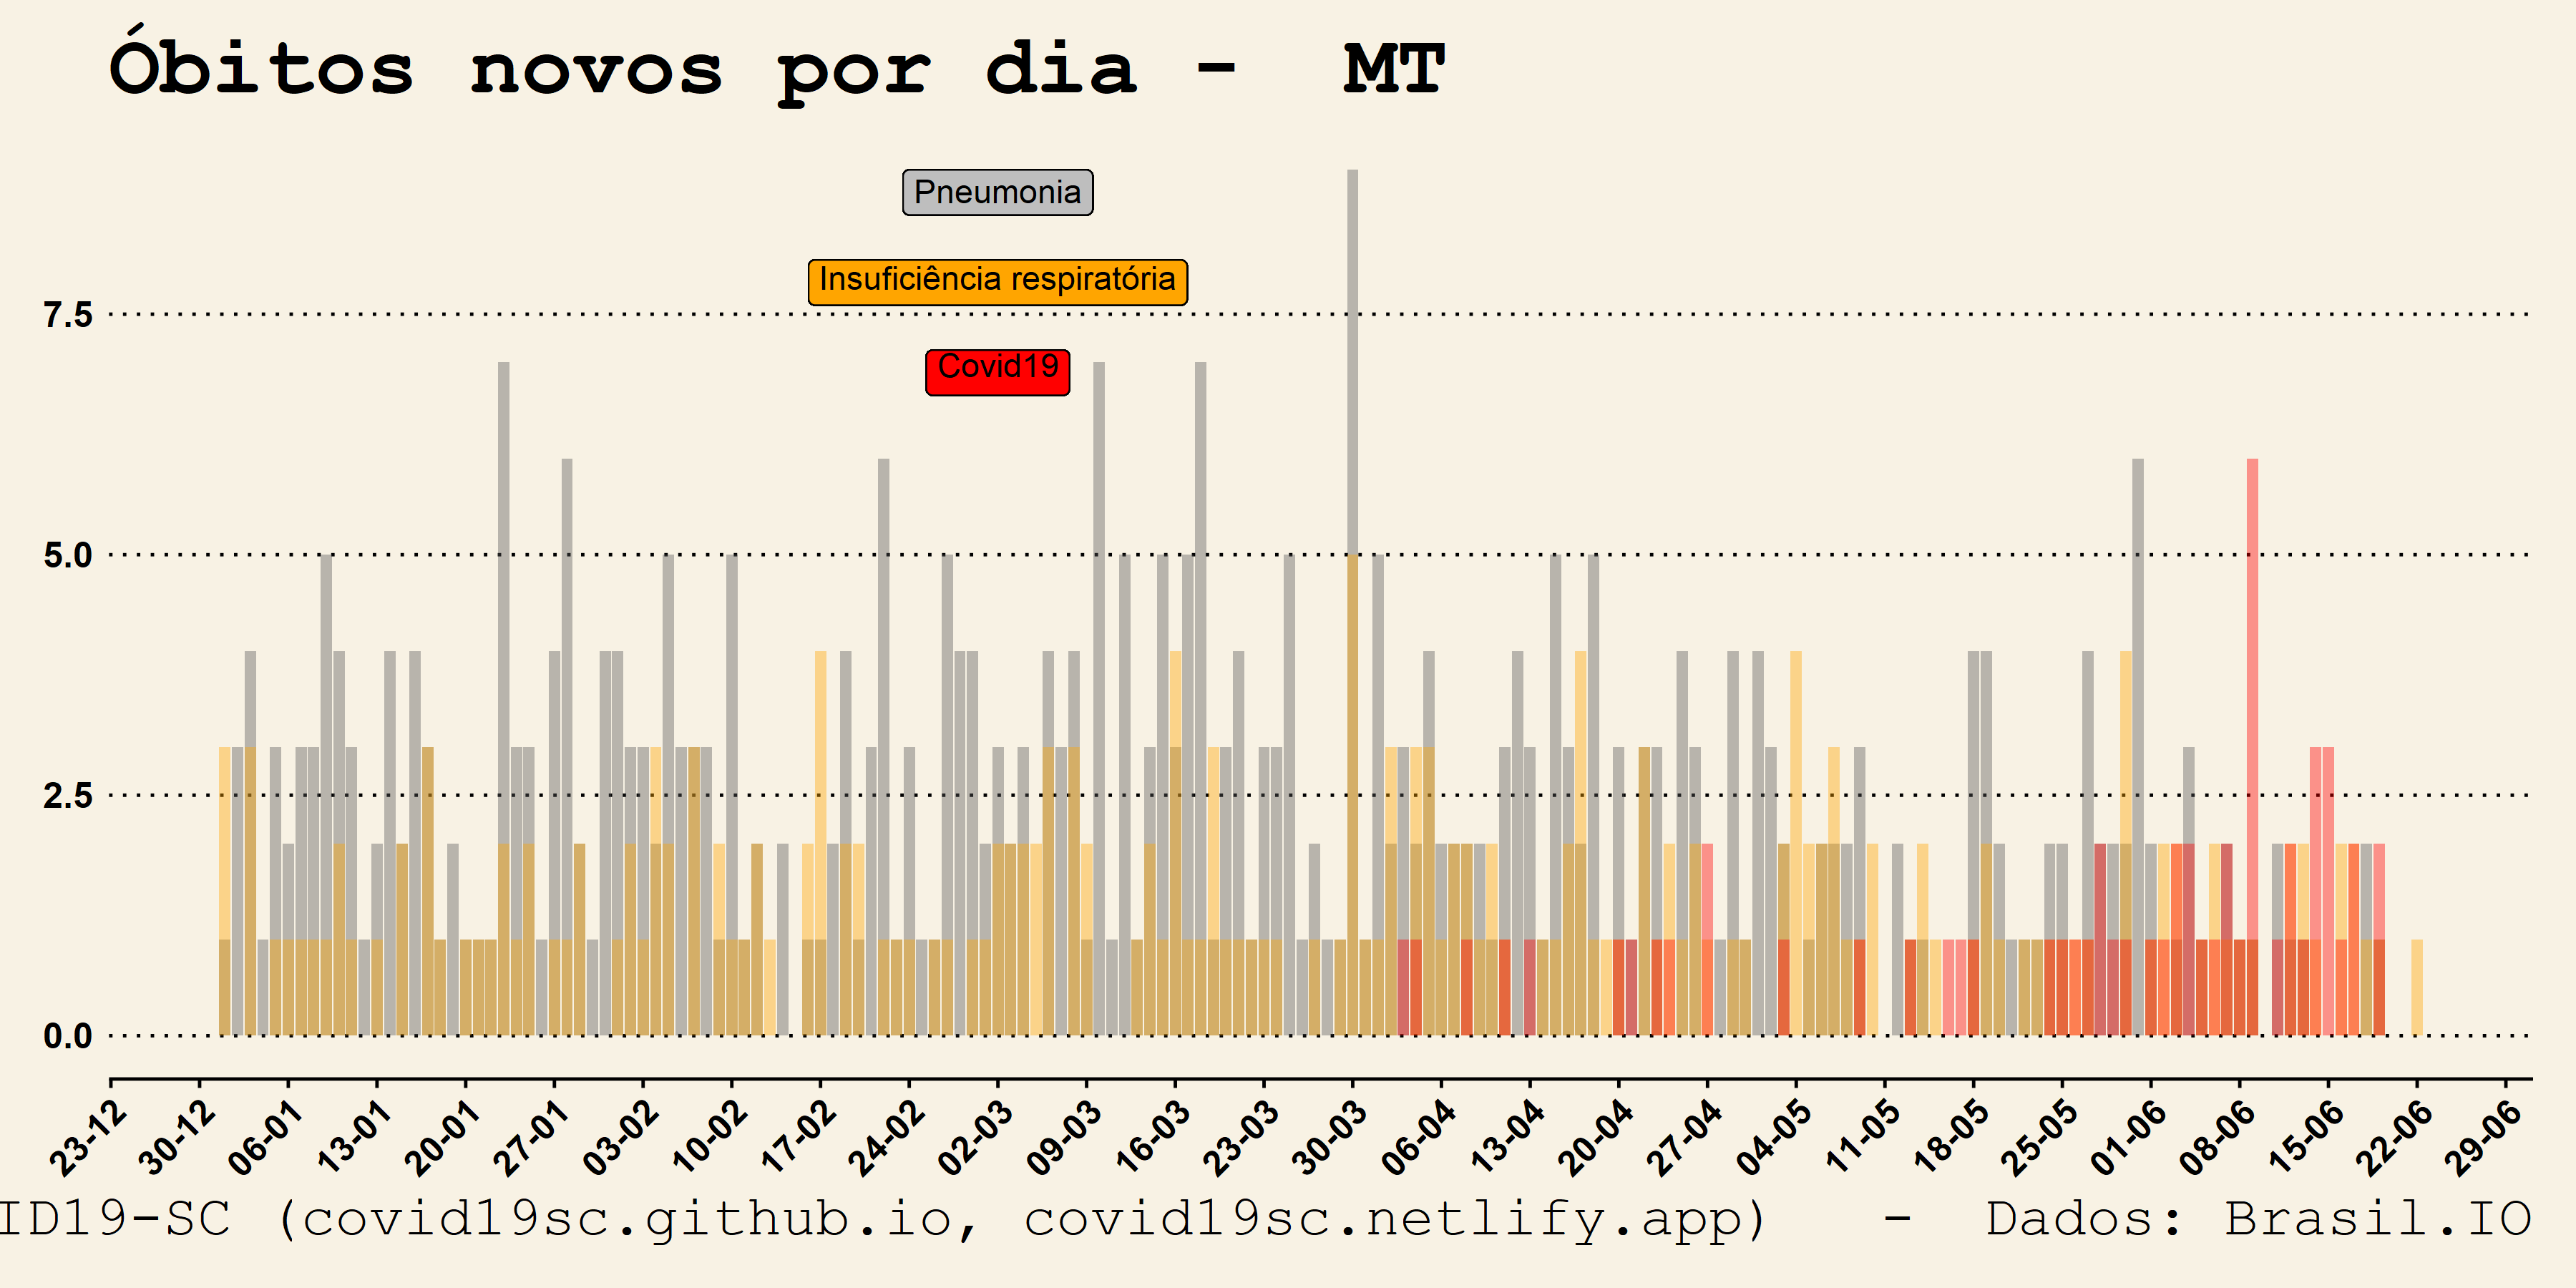 Óbitos novos por dia - MT
Pneumonia
Insuficiência respiratória
Covid19
7.5
5.0
2.5
0.0
23-12 30-12 06-01 13-01 20-01 27-01 03-02 10-02 17-02 24-02 02-03 09-03 16-03 23-03 30-03 06-04 13-04 20-04 27-04 04-05 11-05 18-05 25-05 01-06 08-06 15-06 22-06 29-06
ID19-SC (covid19sc.github.io, covid19sc.netlify.app) - Dados: Brasil.IO